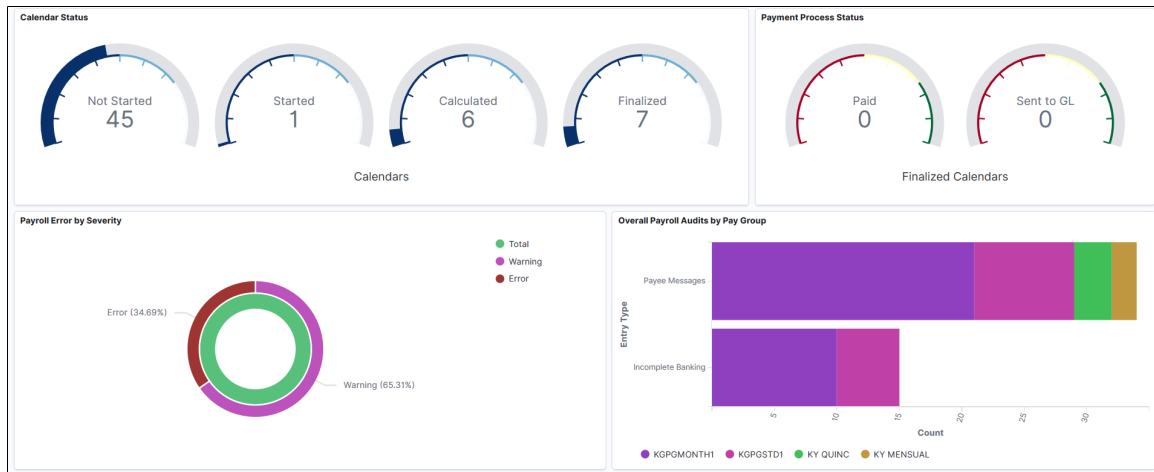 Calendar Status
Not Started
45
Started
1
Calculated
6
Finalized
7
Calendars
Payment Process Status
Paid
0
Sent to GL
0
Finalized Calendars
Payroll Error by Severity
Total
Warning
Error
Error (34.69%)
Warning (65.31%)
Overall Payroll Audits by Pay Group
Entry Type
Payee Messages
Incomplete Banking
5
10
15
20
25
30
Count
KGPGMONTH1 KGPGSTD1 KY QUINC KY MENSUAL